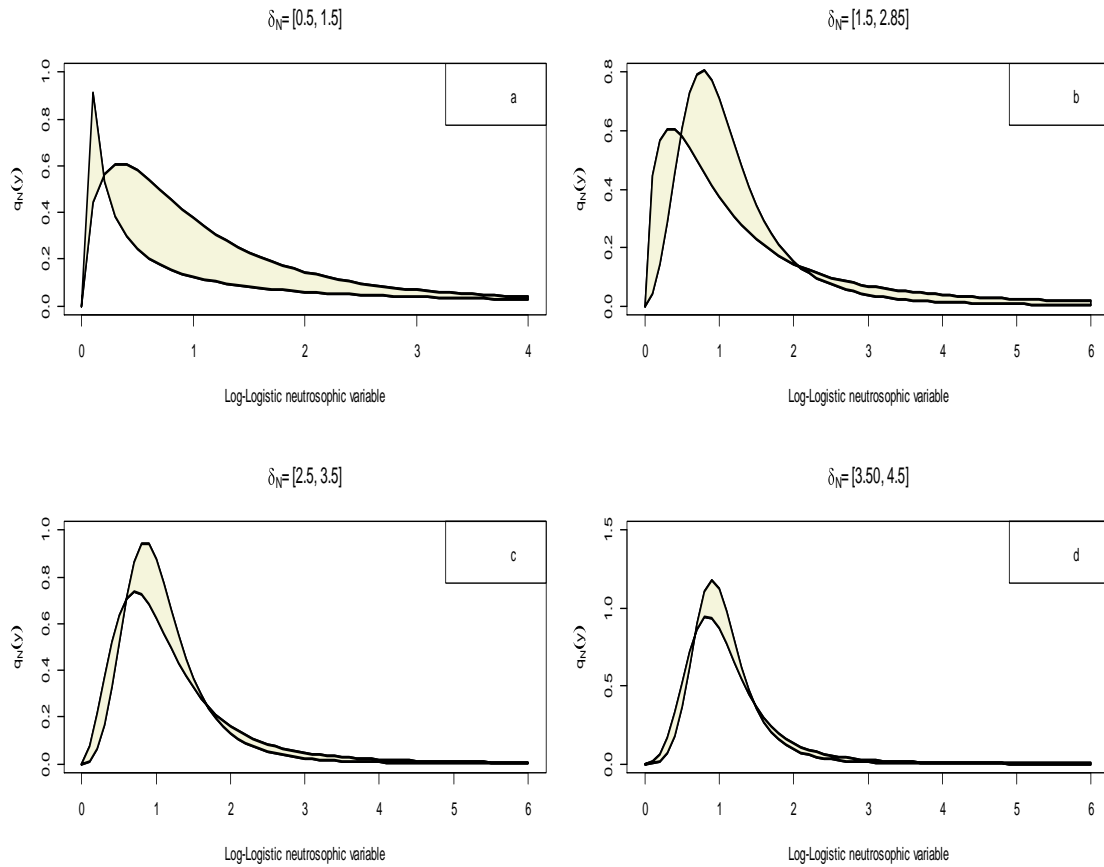 δN= [0.5, 1.5]
a
qN(y)
1.0
0.8
0.6
0.4
0.2
0.0
0 1 2 3 4
Log-Logistic neutrosophic variable
δN= [1.5, 2.85]
b
qN(y)
0.8
0.6
0.4
0.2
0.0
0 1 2 3 4 5 6
Log-Logistic neutrosophic variable
δN= [2.5, 3.5]
c
qN(y)
1.0
0.8
0.6
0.4
0.2
0.0
0 1 2 3 4 5 6
Log-Logistic neutrosophic variable
δN= [3.50, 4.5]
d
qN(y)
1.5
1.0
0.5
0.0
0 1 2 3 4 5 6
Log-Logistic neutrosophic variable